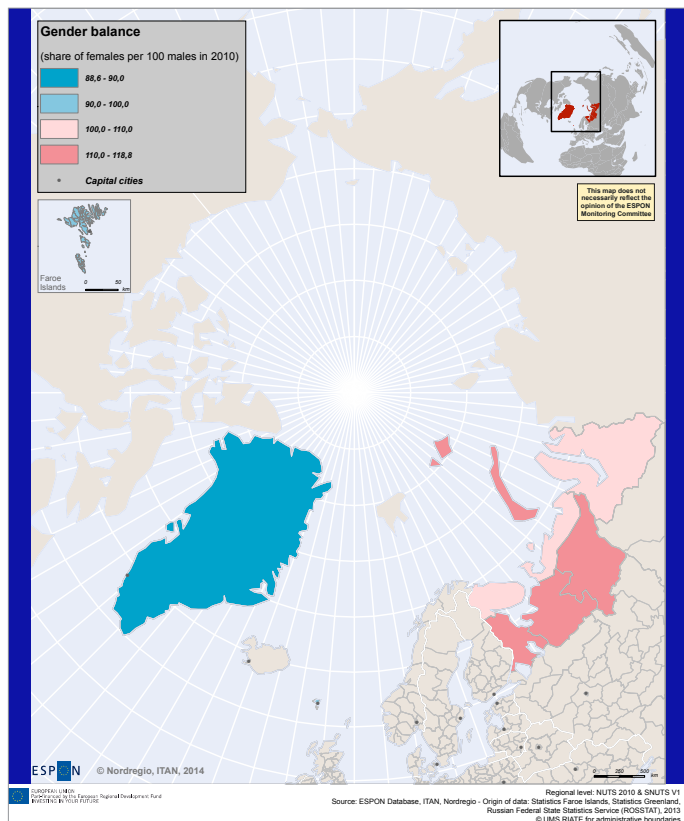 Gender balance
(share of females per 100 males in 2010)
88,6 - 90,0
90,0 - 100,0
100,0 - 110,0
110,0 - 118,8
Capital cities
This map does not
necessarily reflect the
opinion of the ESPON
Monitoring Committee
Faroe
Islands
0 50
km
ESPON
© Nordregio, ITAN, 2014
0 250 500
km
EUROPEAN UNION
Part-financed by the European Regional Development Fund
INVESTING IN YOUR FUTURE
Regional level: NUTS 2010 & SNUTS V1
Source: ESPON Database, ITAN, Nordregio - Origin of data: Statistics Faroe Islands, Statistics Greenland,
Russian Federal State Statistics Service (ROSSTAT), 2013
© UMS RIATE for administrative boundaries